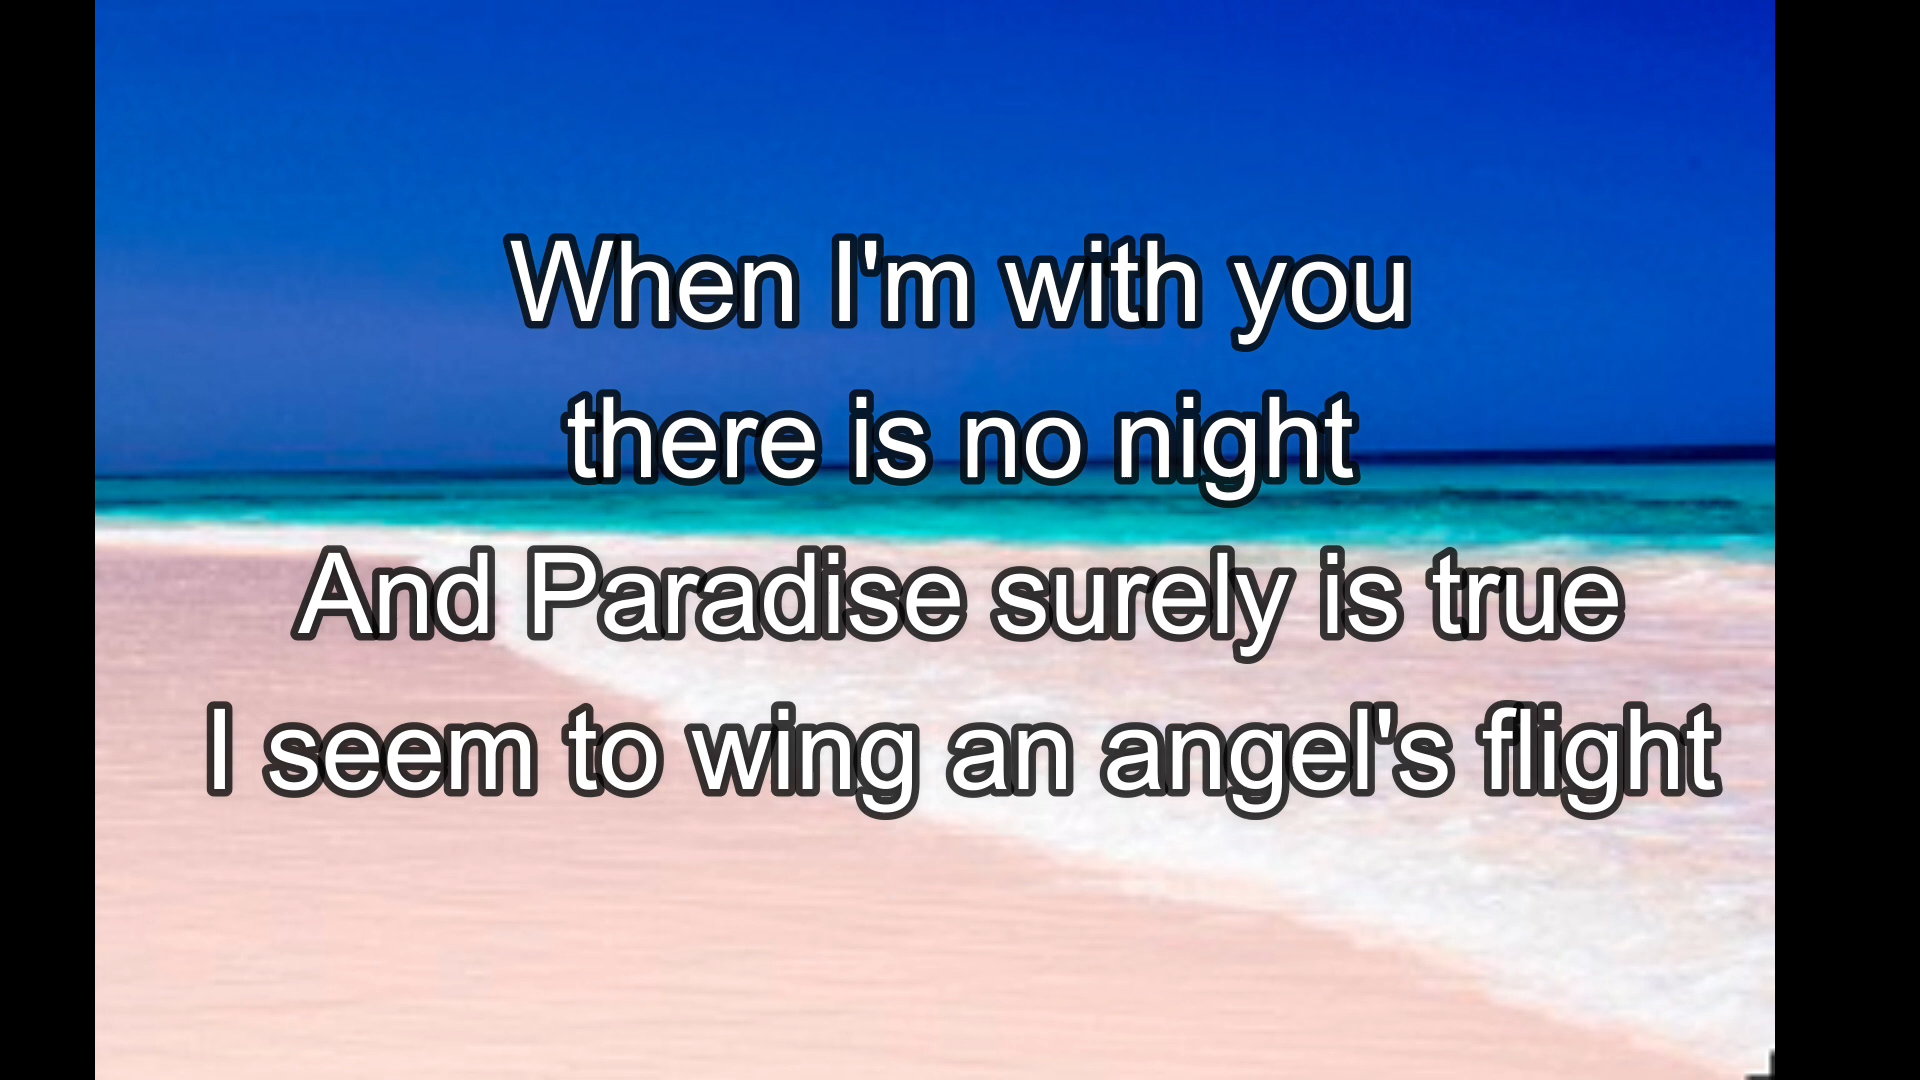 When I'm with you
there is no night
And Paradise surely is true
I seem to wing an angel's flight